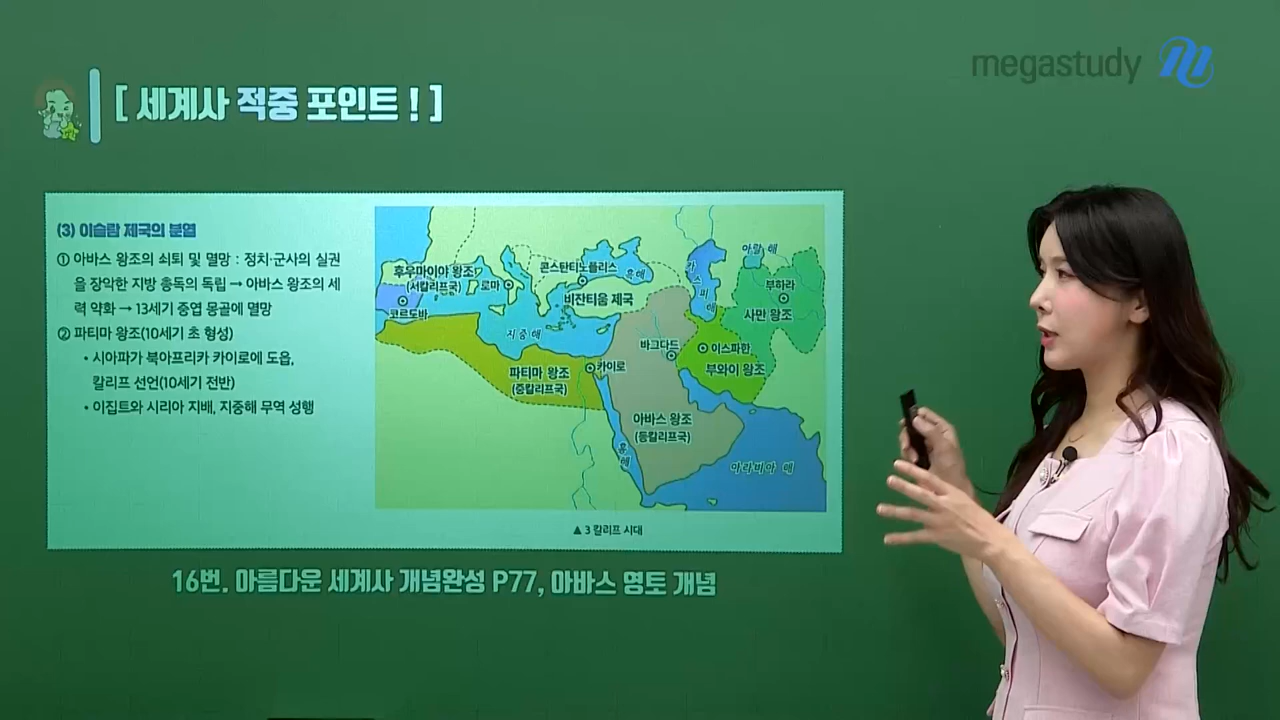 megastudy
[ 세계사 적중 포인트 ! ]
(3) 이슬람 제국의 분열
① 아바스 왕조의 쇠퇴 및 멸망 : 정치·군사의 실권
을 장악한 지방 총독의 독립 → 아바스 왕조의 세
력 약화 → 13세기 중엽 몽골에 멸망
② 파티마 왕조(10세기 초 형성)
• 시아파가 북아프리카 카이로에 도읍,
칼리프 선언(10세기 전반)
• 이집트와 시리아 지배, 지중해 무역 성행
후우마이야 왕조
(서칼리프국)
코르도바
로마
콘스탄티노폴리스
흑해
비잔티움 제국
지중해
카스피해
아랄 해
부하라
사만 왕조
바그다드
이스파한
부와이 왕조
카이로
파티마 왕조
(중칼리프국)
아바스 왕조
(동칼리프국)
홍해
아라비아 해
▲ 3 칼리프 시대
16번. 아름다운 세계사 개념완성 P77, 아바스 영토 개념